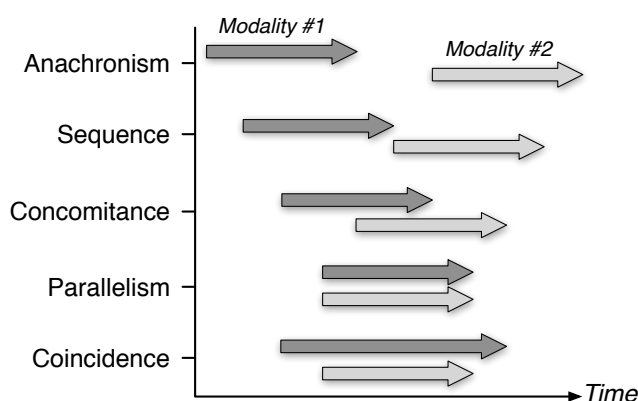 Modality #1
Anachronism
Modality #2
Sequence
Concomitance
Parallelism
Coincidence
Time